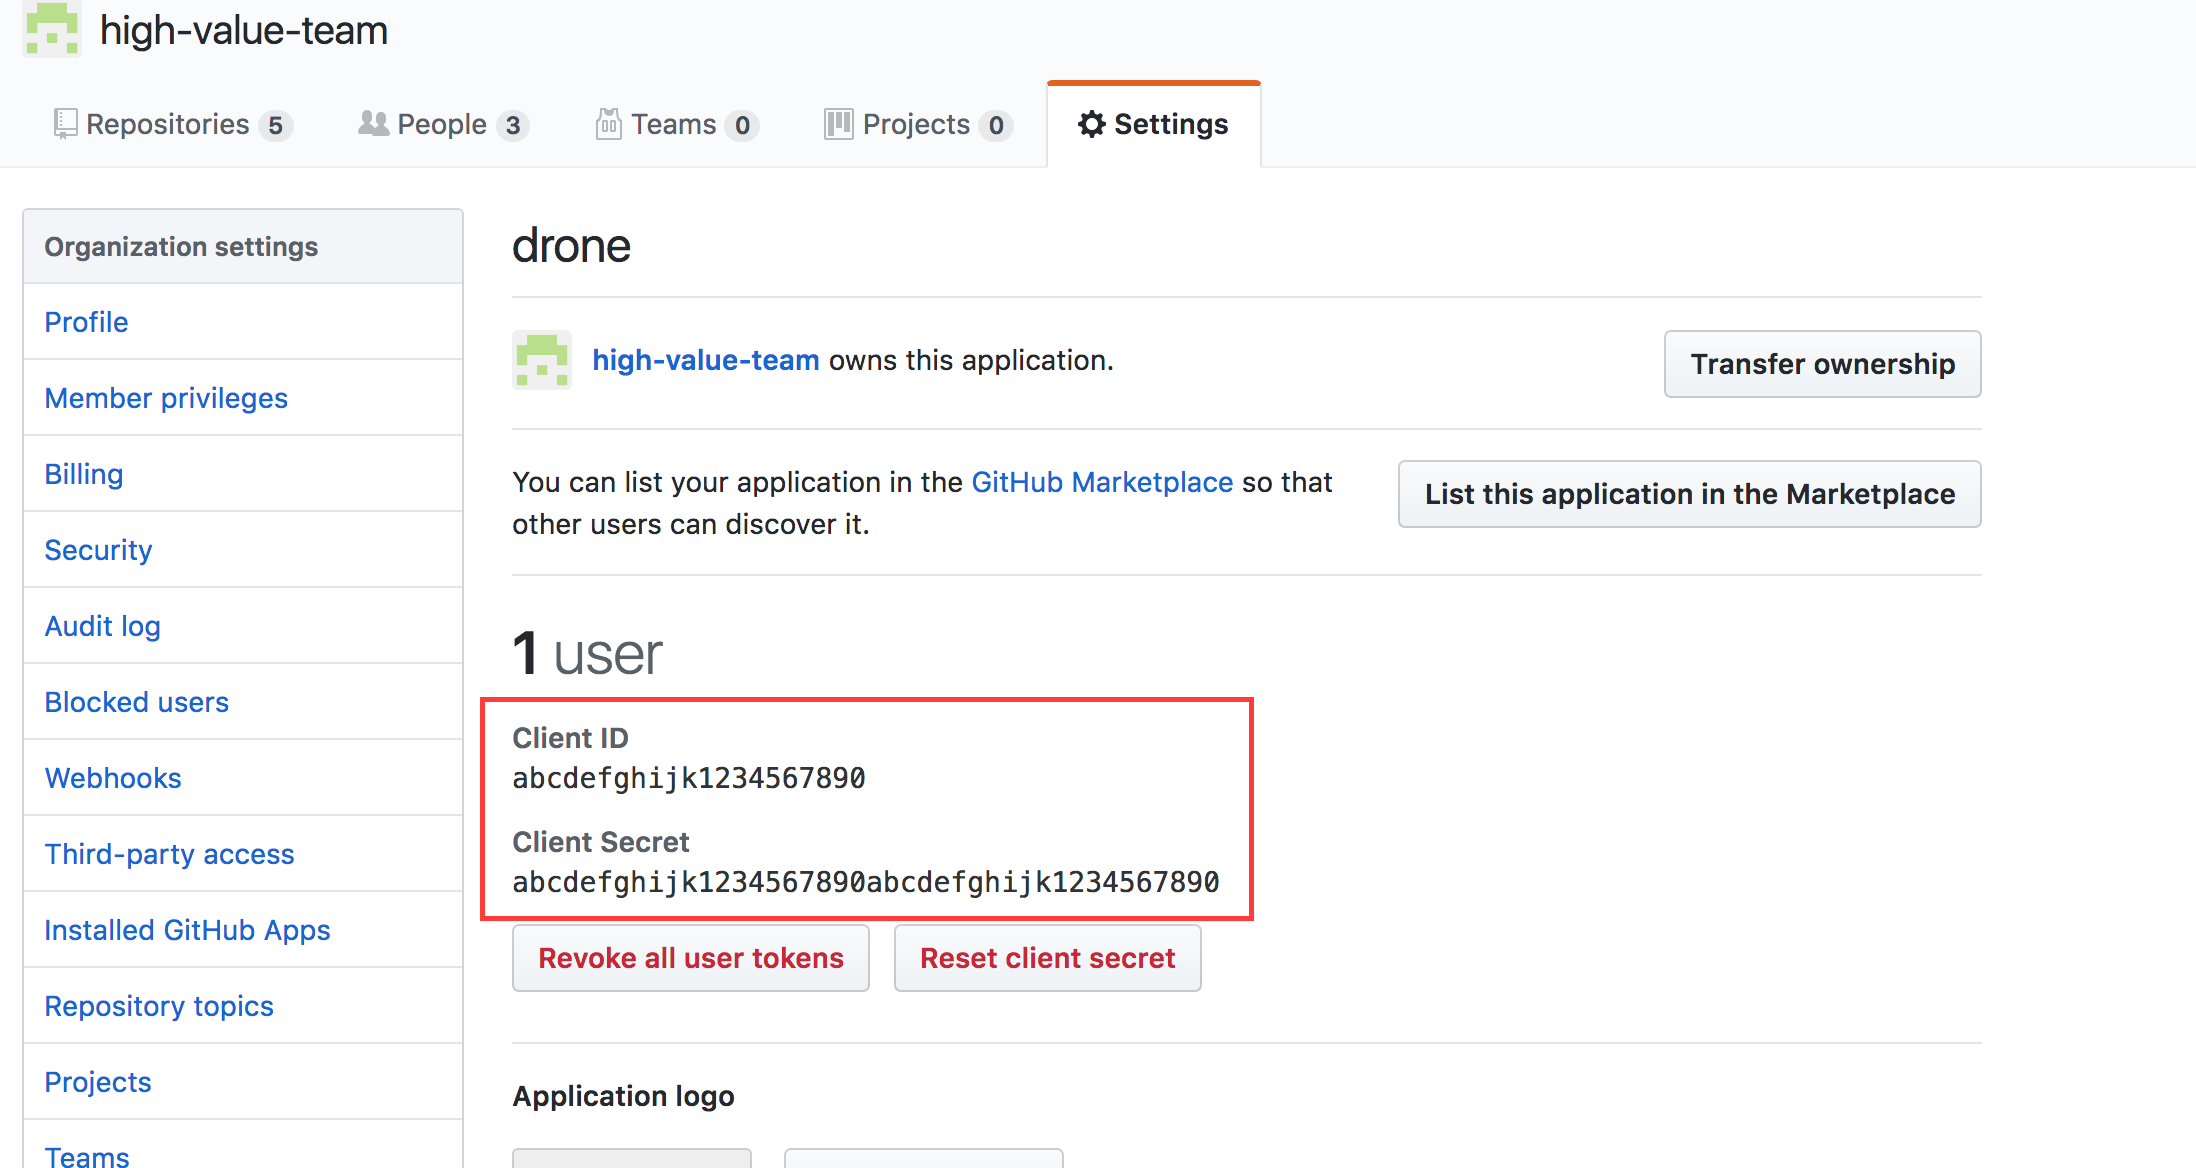 high-value-team
Repositories 5 People 3 Teams 0 Projects 0 Settings
Organization settings
Profile
Member privileges
Billing
Security
Audit log
Blocked users
Webhooks
Third-party access
Installed GitHub Apps
Repository topics
Projects
Teams
drone
high-value-team owns this application.
Transfer ownership
You can list your application in the GitHub Marketplace so that
other users can discover it.
List this application in the Marketplace
1 user
Client ID
abcdefghijk1234567890
Client Secret
abcdefghijk1234567890abcdefghijk1234567890
Revoke all user tokens Reset client secret
Application logo